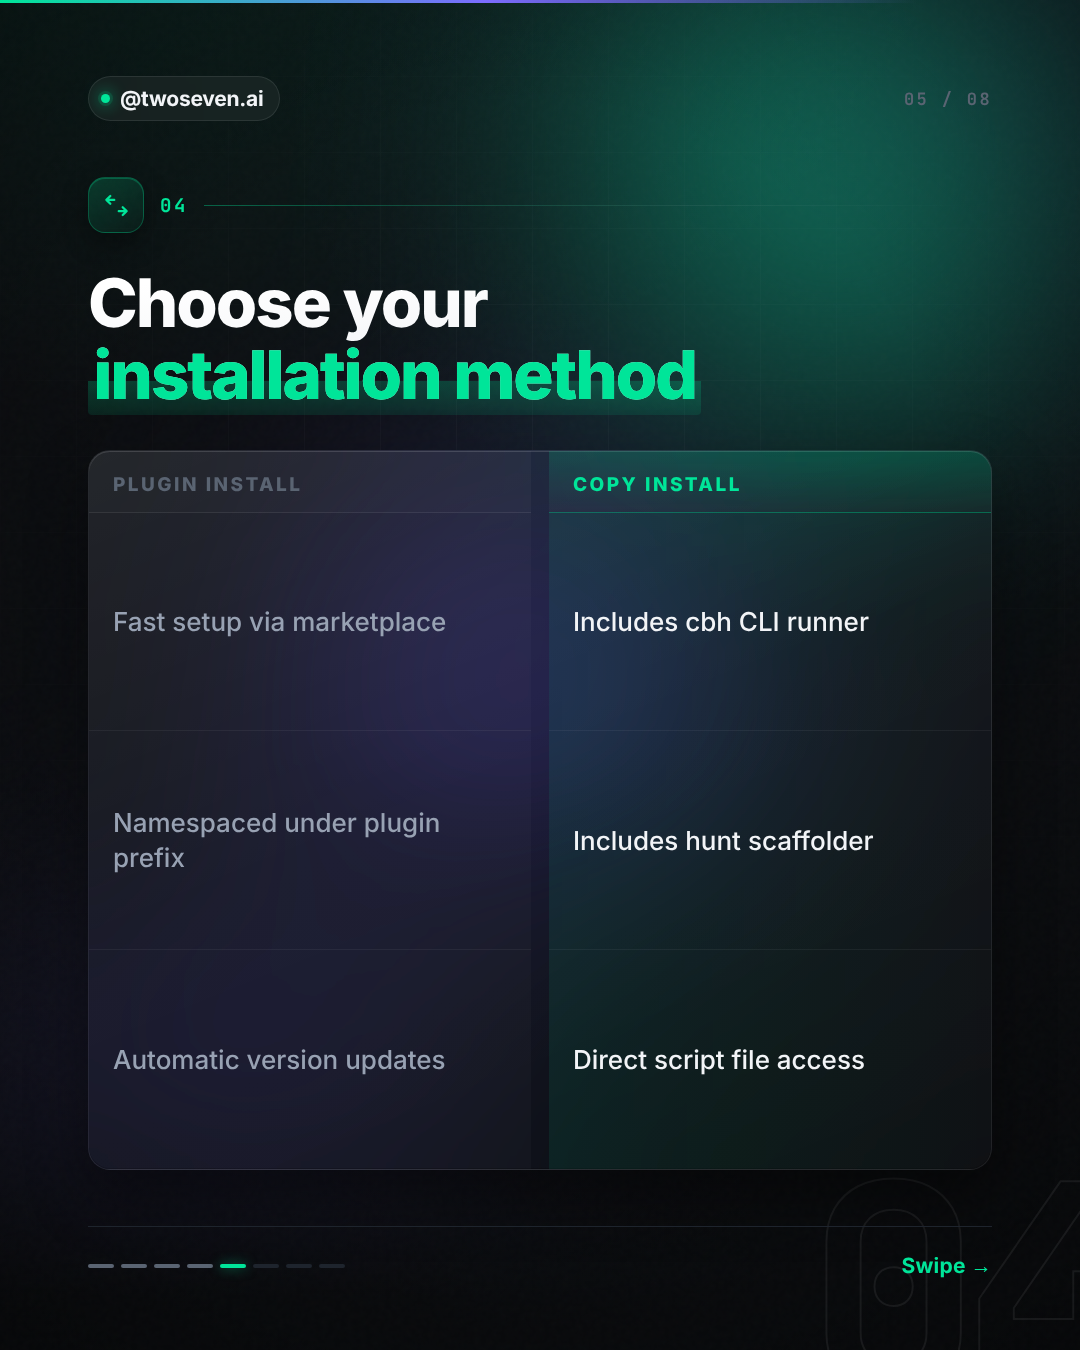 @twoseven.ai
05 / 08
04
Choose your
installation method
PLUGIN INSTALL
COPY INSTALL
Fast setup via marketplace
Includes cbh CLI runner
Namespaced under plugin
prefix
Includes hunt scaffolder
Automatic version updates
Direct script file access
Swipe →
04